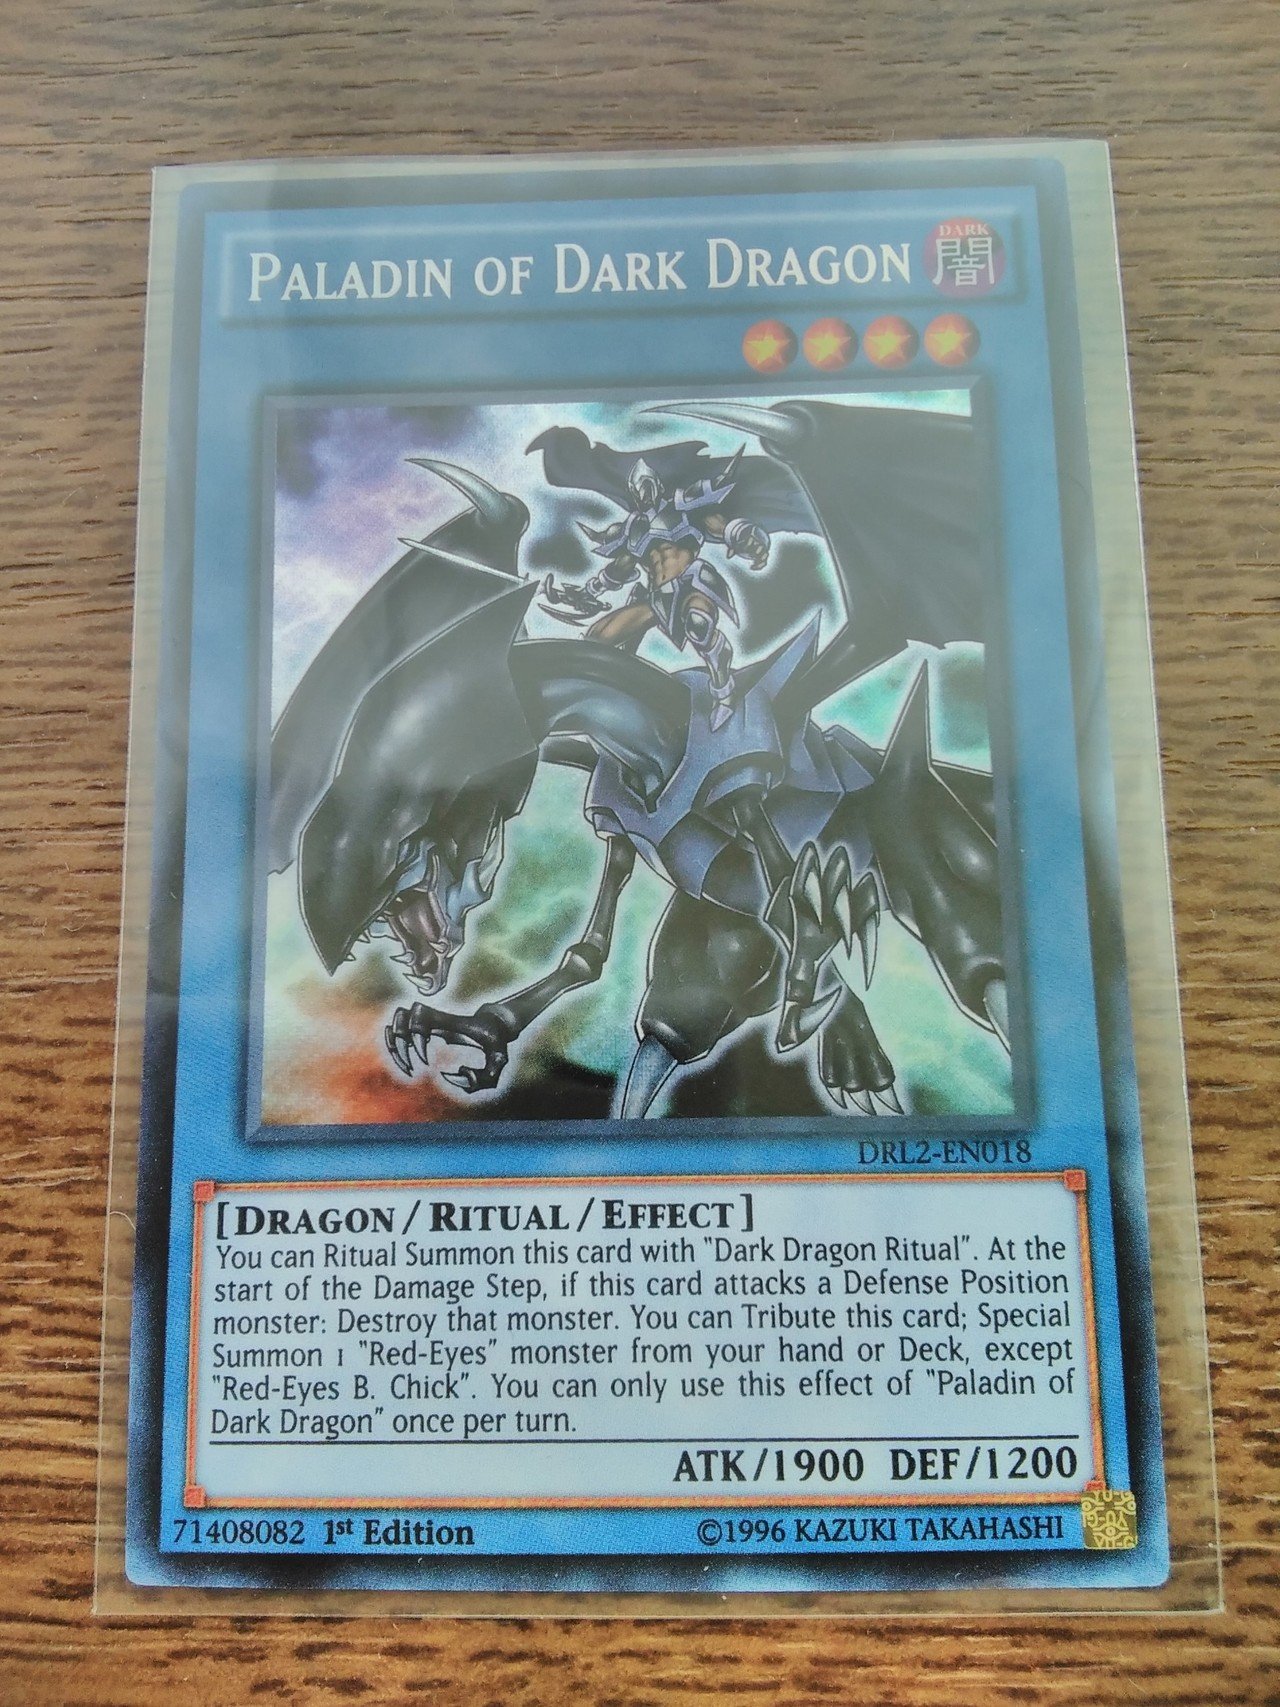 PALADIN OF DARK DRAGON
DARK
闇
DRL2-EN018
[DRAGON/RITUAL/EFFECT]
You can Ritual Summon this card with "Dark Dragon Ritual". At the
start of the Damage Step, if this card attacks a Defense Position
monster: Destroy that monster. You can Tribute this card; Special
Summon 1 "Red-Eyes" monster from your hand or Deck, except
"Red-Eyes B. Chick". You can only use this effect of "Paladin of
Dark Dragon" once per turn.
ATK/1900 DEF/1200
71408082 1st Edition ©1996 KAZUKI TAKAHASHI